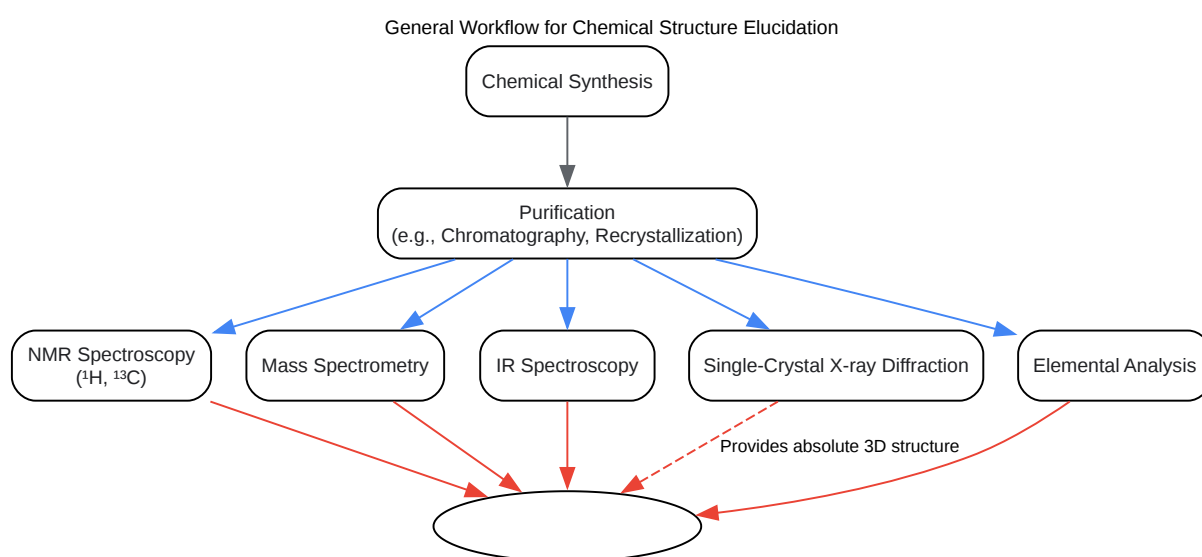 General Workflow for Chemical Structure Elucidation
Chemical Synthesis
Purification
(e.g., Chromatography, Recrystallization)
NMR Spectroscopy
(¹H, ¹³C)
Mass Spectrometry
IR Spectroscopy
Single-Crystal X-ray Diffraction
Elemental Analysis
Provides absolute 3D structure